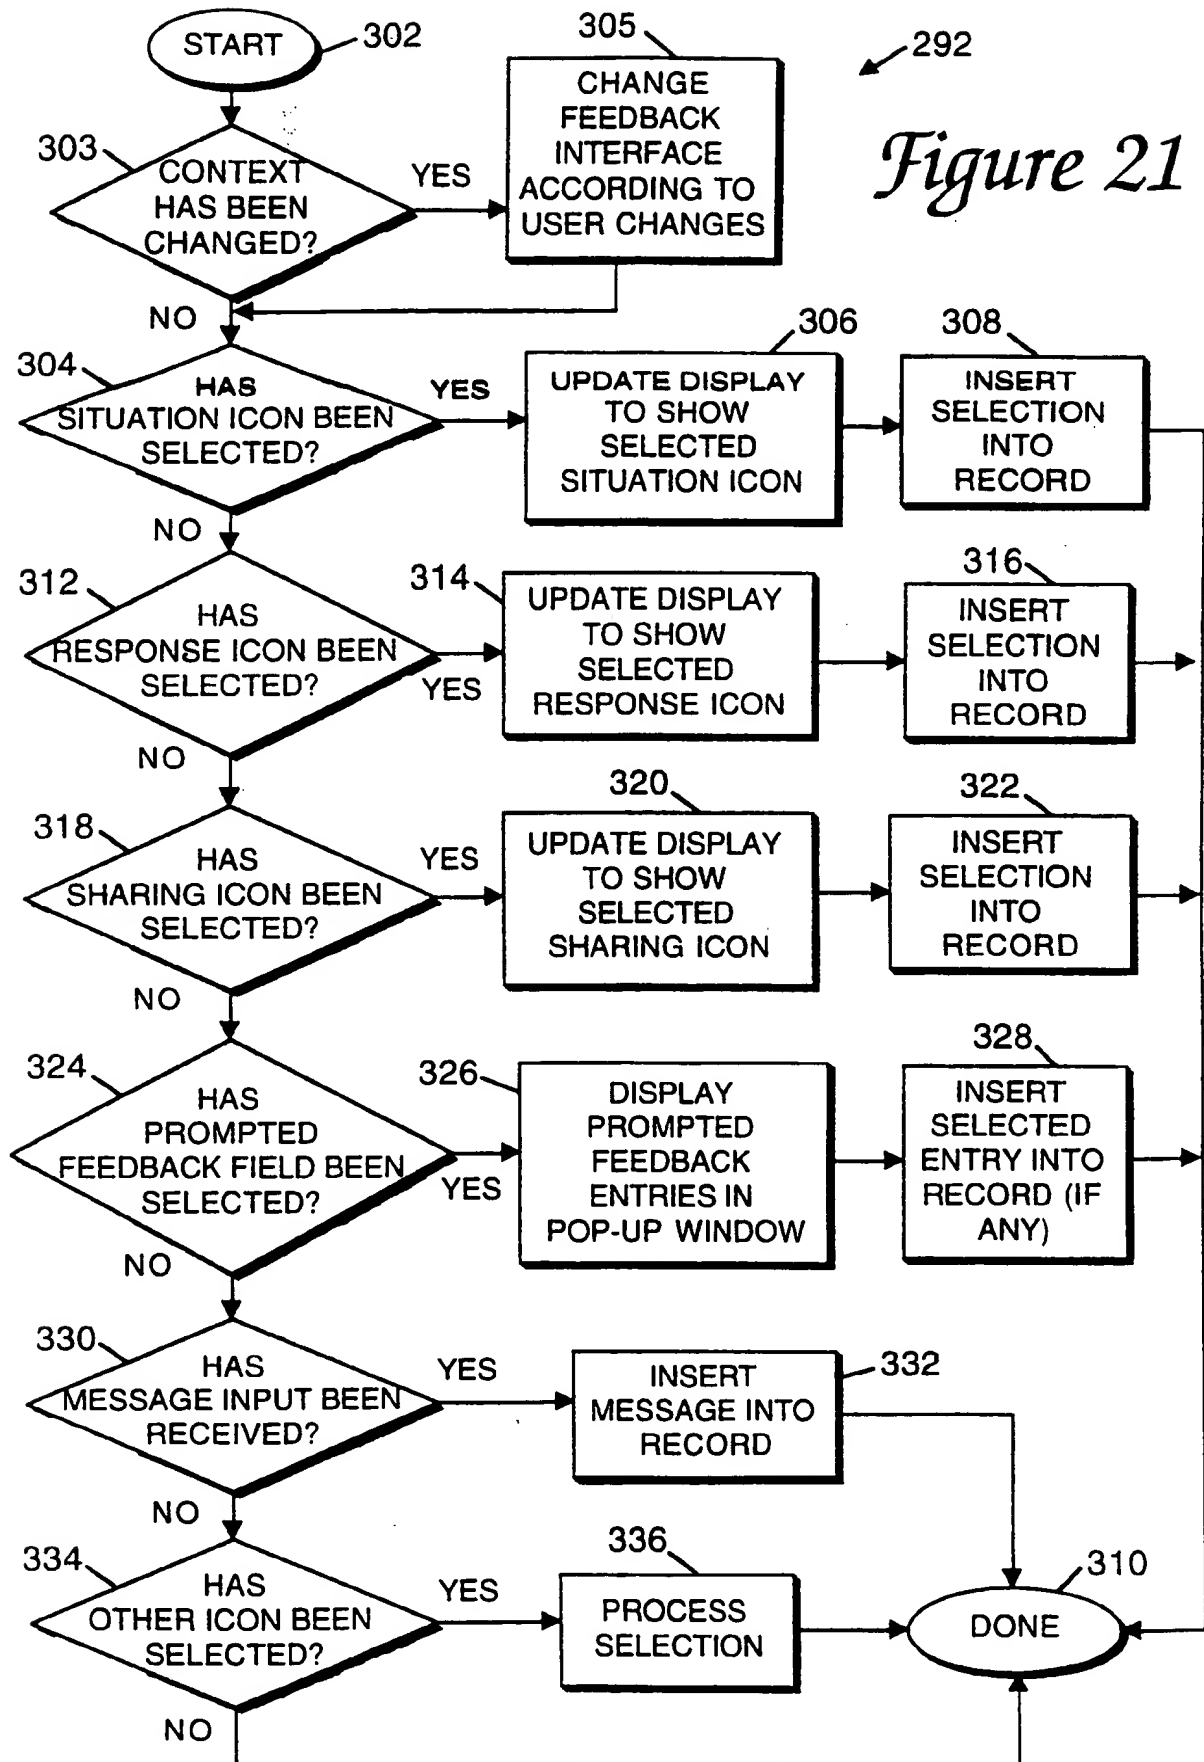 START
302
305
292
Figure 21
CHANGE
FEEDBACK
INTERFACE
ACCORDING TO
USER CHANGES
303
CONTEXT
HAS BEEN
CHANGED?
YES
NO
304
HAS
SITUATION ICON BEEN
SELECTED?
YES
306
UPDATE DISPLAY
TO SHOW
SELECTED
SITUATION ICON
308
INSERT
SELECTION
INTO
RECORD
NO
312
HAS
RESPONSE ICON BEEN
SELECTED?
YES
314
UPDATE DISPLAY
TO SHOW
SELECTED
RESPONSE ICON
316
INSERT
SELECTION
INTO
RECORD
NO
318
HAS
SHARING ICON BEEN
SELECTED?
YES
320
UPDATE DISPLAY
TO SHOW
SELECTED
SHARING ICON
322
INSERT
SELECTION
INTO
RECORD
NO
324
HAS
PROMPTED
FEEDBACK FIELD BEEN
SELECTED?
YES
326
DISPLAY
PROMPTED
FEEDBACK
ENTRIES IN
POP-UP WINDOW
328
INSERT
SELECTED
ENTRY INTO
RECORD (IF
ANY)
NO
330
HAS
MESSAGE INPUT BEEN
RECEIVED?
YES
INSERT
MESSAGE INTO
RECORD
332
NO
334
HAS
OTHER ICON BEEN
SELECTED?
YES
336
PROCESS
SELECTION
310
DONE
NO